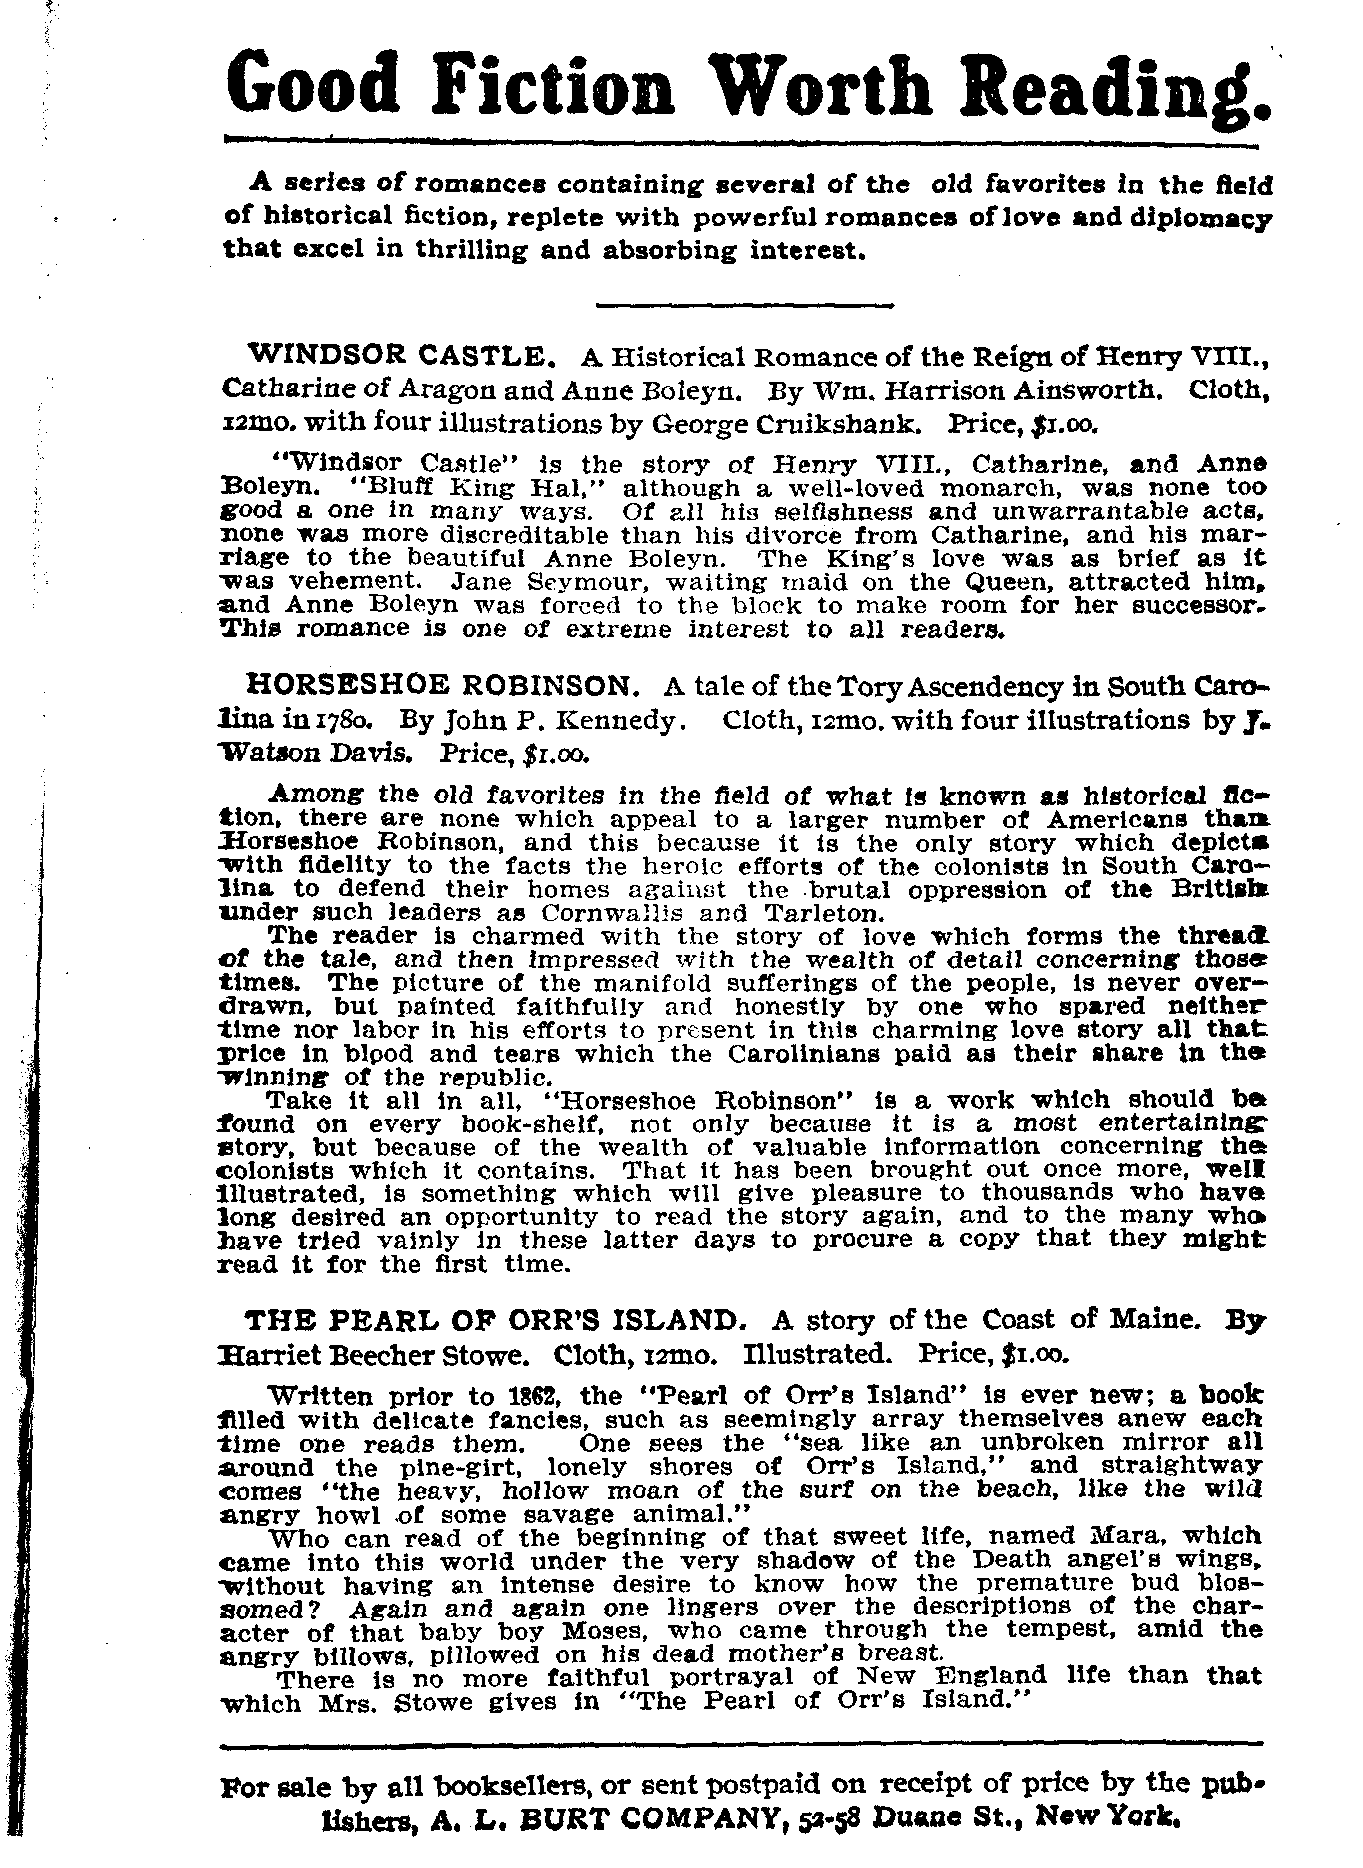 Good Fiction Worth Reading.
A series of romances containing several of the old favorites in the field
of historical fiction, replete with powerful romances of love and diplomacy
that excel in thrilling and absorbing interest.
WINDSOR CASTLE. A Historical Romance of the Reign of Henry VIII.,
Catharine of Aragon and Anne Boleyn. By Wm. Harrison Ainsworth. Cloth,
12mo. with four illustrations by George Cruikshank. Price, $1.00.
"Windsor Castle" is the story of Henry VIII., Catharine, and Anne
Boleyn. "Bluff King Hal," although a well-loved monarch, was none too
good a one in many ways. Of all his selfishness and unwarrantable acts,
none was more discreditable than his divorce from Catharine, and his mar-
riage to the beautiful Anne Boleyn. The King's love was as brief as it
was vehement. Jane Seymour, waiting maid on the Queen, attracted him,
and Anne Boleyn was forced to the block to make room for her successor.
This romance is one of extreme interest to all readers.
HORSESHOE ROBINSON. A tale of the Tory Ascendency in South Caro-
lina in 1780. By John P. Kennedy. Cloth, 12mo. with four illustrations by J.
Watson Davis. Price, $1.00.
Among the old favorites in the field of what is known as historical fic-
tion, there are none which appeal to a larger number of Americans than
Horseshoe Robinson, and this because it is the only story which depicts
with fidelity to the facts the heroic efforts of the colonists in South Caro-
lina to defend their homes against the brutal oppression of the British
under such leaders as Cornwallis and Tarleton.
The reader is charmed with the story of love which forms the thread
of the tale, and then impressed with the wealth of detail concerning those
times. The picture of the manifold sufferings of the people, is never over-
drawn, but painted faithfully and honestly by one who spared neither
time nor labor in his efforts to present in this charming love story all that
price in blood and tears which the Carolinians paid as their share in the
winning of the republic.
Take it all in all, "Horseshoe Robinson" is a work which should be
found on every book-shelf, not only because it is a most entertaining
story, but because of the wealth of valuable information concerning the
colonists which it contains. That it has been brought out once more, well
illustrated, is something which will give pleasure to thousands who have
long desired an opportunity to read the story again, and to the many who
have tried vainly in these latter days to procure a copy that they might
read it for the first time.
THE PEARL OF ORR'S ISLAND. A story of the Coast of Maine. By
Harriet Beecher Stowe. Cloth, 12mo. Illustrated. Price, $1.00.
Written prior to 1862, the "Pearl of Orr's Island" is ever new; a book
filled with delicate fancies, such as seemingly array themselves anew each
time one reads them. One sees the "sea like an unbroken mirror all
around the pine-girt, lonely shores of Orr's Island," and straightway
comes "the heavy, hollow moan of the surf on the beach, like the wild
angry howl of some savage animal."
Who can read of the beginning of that sweet life, named Mara, which
came into this world under the very shadow of the Death angel's wings,
without having an intense desire to know how the premature bud blos-
somed? Again and again one lingers over the descriptions of the char-
acter of that baby boy Moses, who came through the tempest, amid the
angry billows, pillowed on his dead mother's breast.
There is no more faithful portrayal of New England life than that
which Mrs. Stowe gives in "The Pearl of Orr's Island."
For sale by all booksellers, or sent postpaid on receipt of price by the pub-
lishers, A. L. BURT COMPANY, 52-58 Duane St., New York.